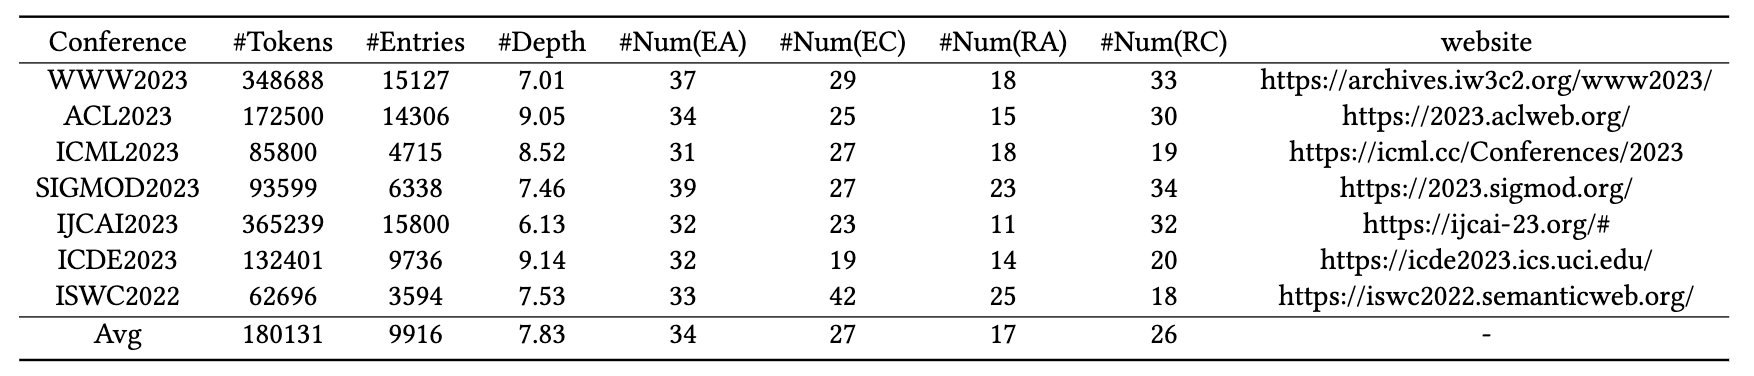 Conference #Tokens #Entries #Depth #Num(EA) #Num(EC) #Num(RA) #Num(RC) website
WWW2023 348688 15127 7.01 37 29 18 33 https://archives.iw3c2.org/www2023/
ACL2023 172500 14306 9.05 34 25 15 30 https://2023.aclweb.org/
ICML2023 85800 4715 8.52 31 27 18 19 https://icml.cc/Conferences/2023
SIGMOD2023 93599 6338 7.46 39 27 23 34 https://2023.sigmod.org/
IJCAI2023 365239 15800 6.13 32 23 11 32 https://ijcai-23.org/#
ICDE2023 132401 9736 9.14 32 19 14 20 https://icde2023.ics.uci.edu/
ISWC2022 62696 3594 7.53 33 42 25 18 https://iswc2022.semanticweb.org/
Avg 180131 9916 7.83 34 27 17 26 -